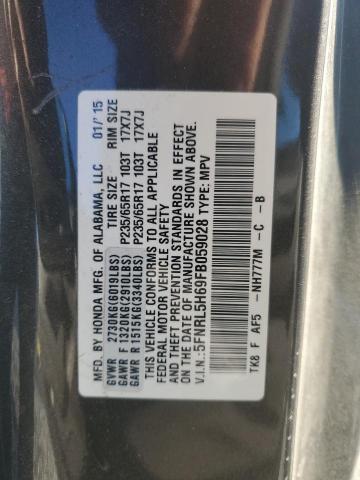 MFD. BY HONDA MFG. OF ALABAMA, LLC 01/ 15
TIRE SIZE RIM SIZE
GVWR 2730KG(6019LBS)
GAWR F 1320KG(2910LBS) P235/65R17 103T 17X7J
GAWR R 1515KG(3340LBS) P235/65R17 103T 17X7J
THIS VEHICLE CONFORMS TO ALL APPLICABLE
FEDERAL MOTOR VEHICLE SAFETY
AND THEFT PREVENTION STANDARDS IN EFFECT
ON THE DATE OF MANUFACTURE SHOWN ABOVE.
V.I.N.:5FNRL5H69FB059028 TYPE: MPV
TK8 F AF5 -NH777M -C -B